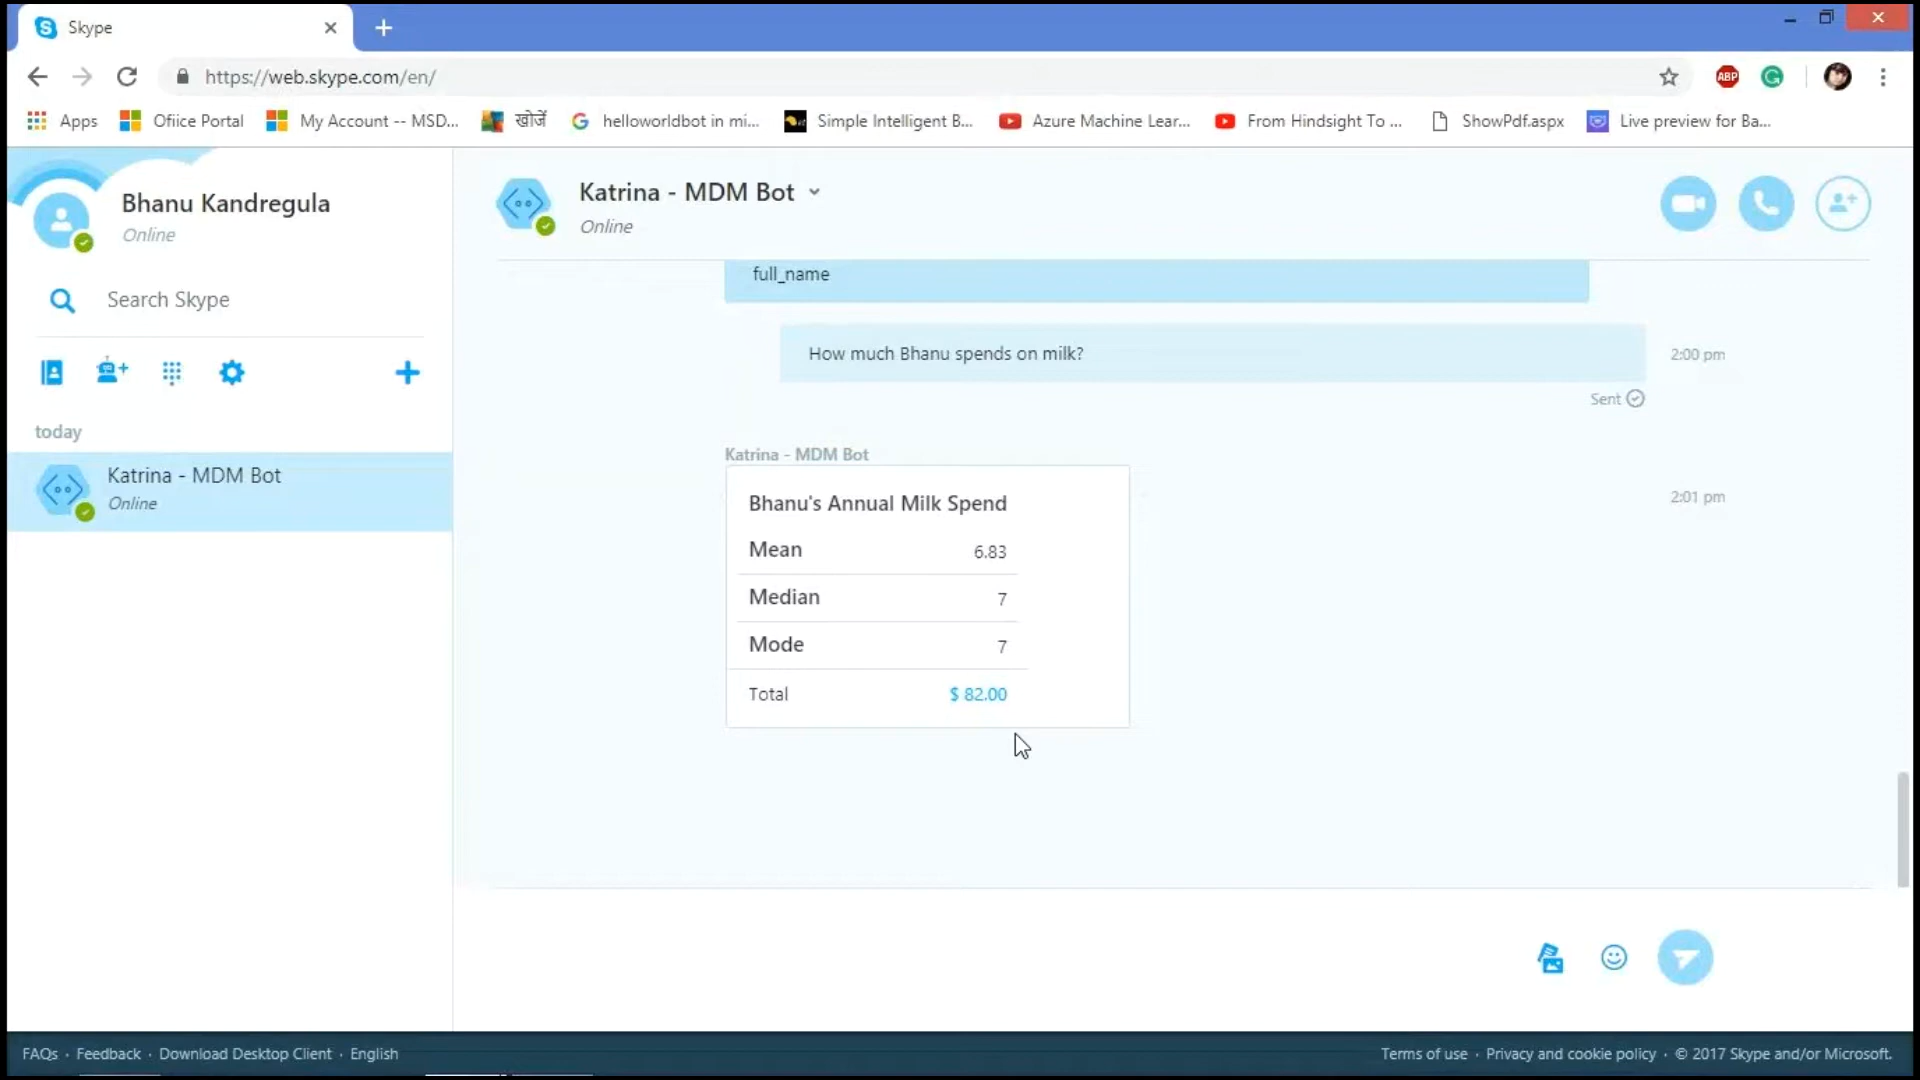 Skype
https://web.skype.com/en/
Apps
Ofiice Portal
My Account -- MSD...
खोजें
helloworldbot in mi...
Simple Intelligent B...
Azure Machine Lear...
From Hindsight To ...
ShowPdf.aspx
Live preview for Ba...
ABP
Bhanu Kandregula
Online
Search Skype
today
Katrina - MDM Bot
Online
Katrina - MDM Bot
Online
full_name
How much Bhanu spends on milk?
2:00 pm
Sent
Katrina - MDM Bot
2:01 pm
Bhanu's Annual Milk Spend
Mean 6.83
Median 7
Mode 7
Total $ 82.00
FAQs · Feedback · Download Desktop Client · English
Terms of use · Privacy and cookie policy · © 2017 Skype and/or Microsoft.